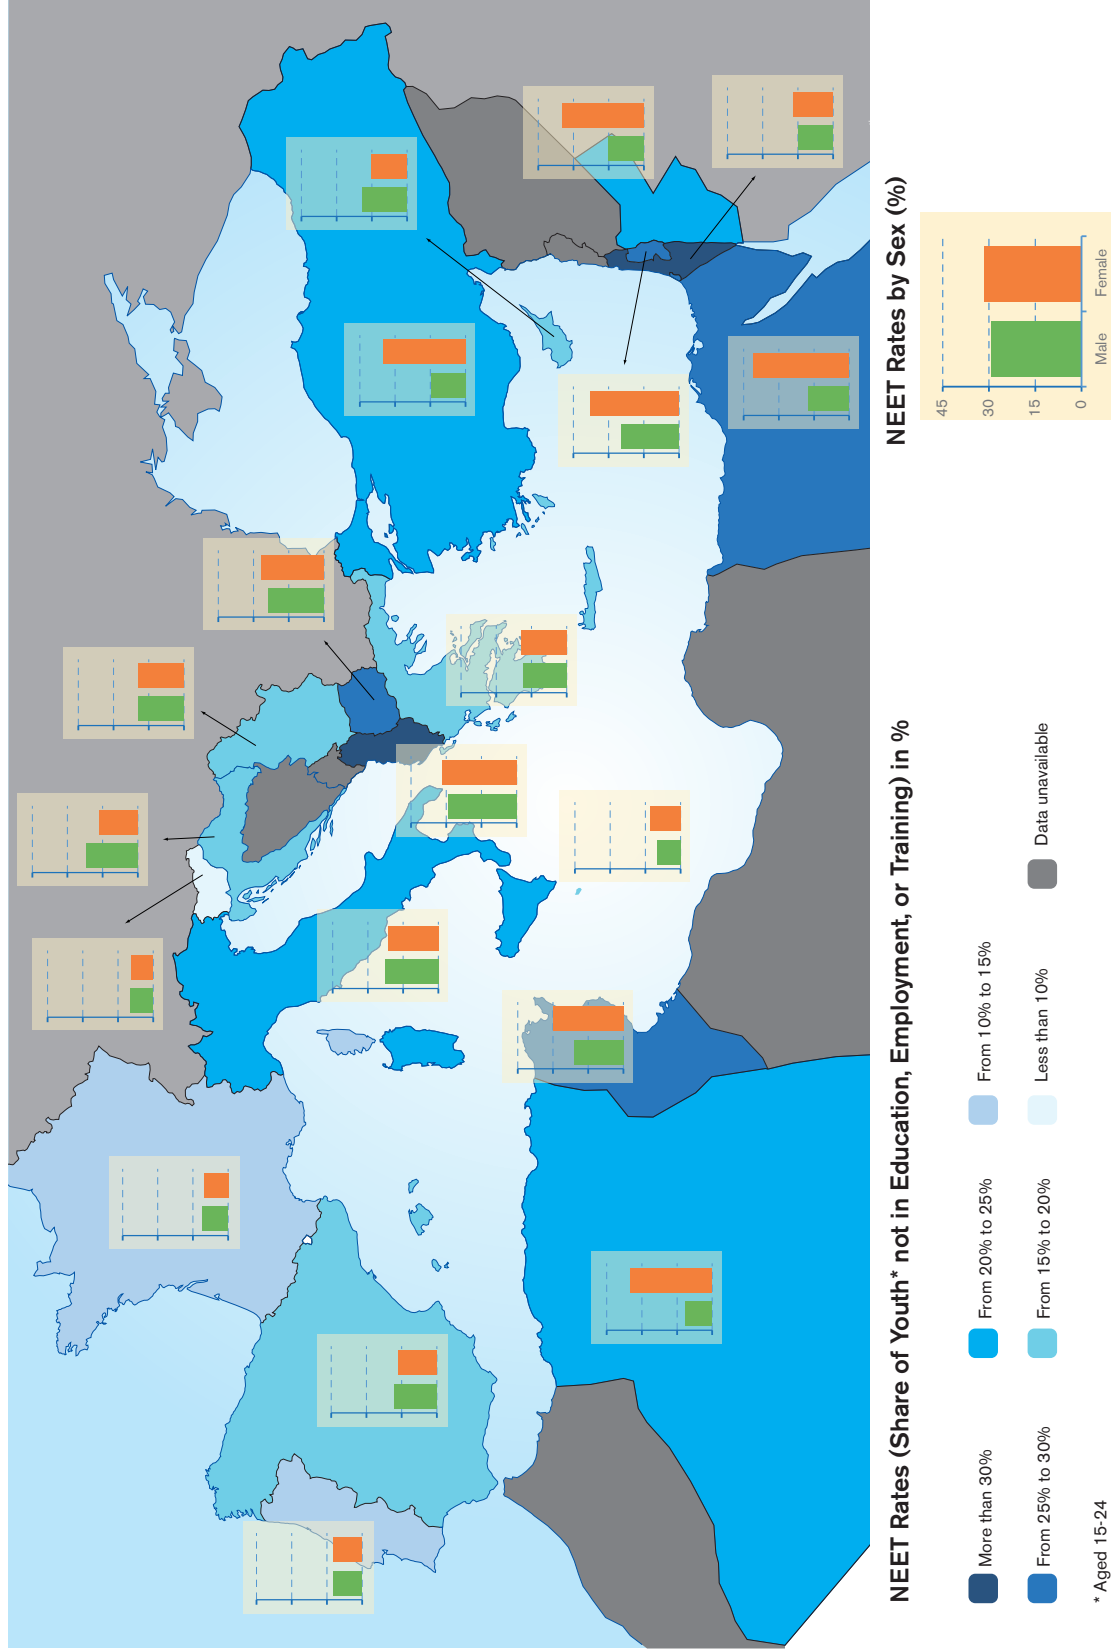 NEET Rates (Share of Youth* not in Education, Employment, or Training) in %
More than 30%
From 20% to 25%
From 10% to 15%
From 25% to 30%
From 15% to 20%
Less than 10%
Data unavailable
* Aged 15-24
NEET Rates by Sex (%)
45
30
15
0
Male
Female